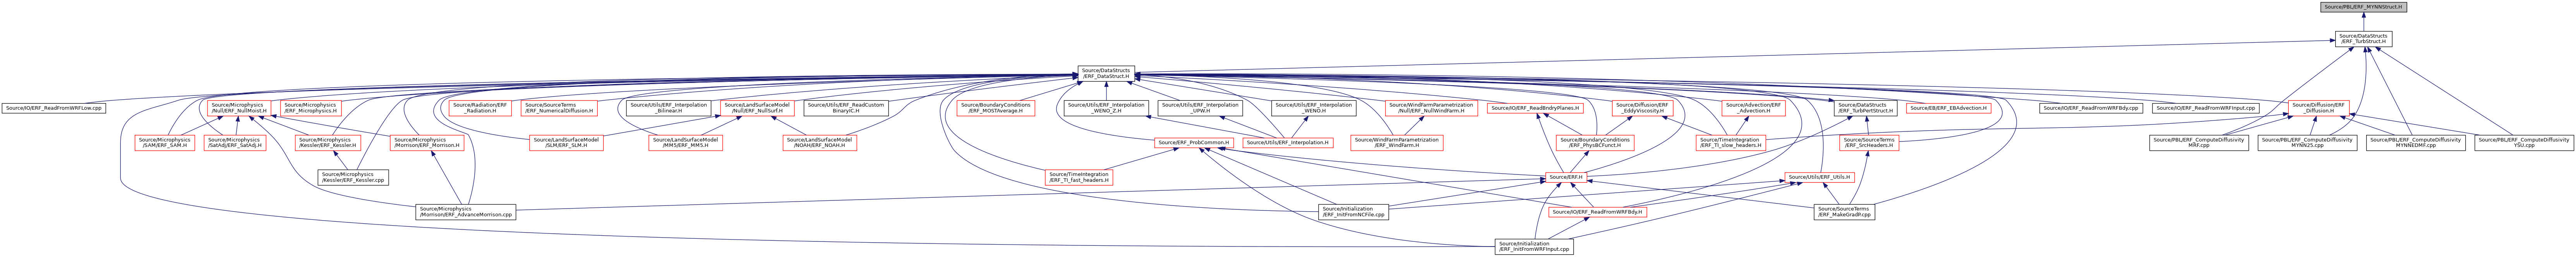 Source/PBL/ERF_MYNNStruct.H
Source/DataStructs
/ERF_TurbStruct.H
Source/DataStructs
/ERF_DataStruct.H
Source/IO/ERF_ReadFromWRFLow.cpp
Source/Microphysics
/Null/ERF_NullMoist.H
Source/Microphysics
/ERF_Microphysics.H
Source/Radiation/ERF
_Radiation.H
Source/SourceTerms
/ERF_NumericalDiffusion.H
Source/Utils/ERF_Interpolation
_Bilinear.H
Source/LandSurfaceModel
/Null/ERF_NullSurf.H
Source/Utils/ERF_ReadCustom
BinaryIC.H
Source/BoundaryConditions
/ERF_MOSTAverage.H
Source/Utils/ERF_Interpolation
_WENO_Z.H
Source/Utils/ERF_Interpolation
_UPW.H
Source/Utils/ERF_Interpolation
_WENO.H
Source/WindFarmParametrization
/Null/ERF_NullWindFarm.H
Source/IO/ERF_ReadBndryPlanes.H
Source/Diffusion/ERF
_EddyViscosity.H
Source/Advection/ERF
_Advection.H
Source/DataStructs
/ERF_TurbPertStruct.H
Source/EB/ERF_EBAdvection.H
Source/IO/ERF_ReadFromWRFBdy.cpp
Source/IO/ERF_ReadFromWRFInput.cpp
Source/Diffusion/ERF
_Diffusion.H
Source/Microphysics
/SAM/ERF_SAM.H
Source/Microphysics
/SatAdj/ERF_SatAdj.H
Source/Microphysics
/Kessler/ERF_Kessler.H
Source/Microphysics
/Morrison/ERF_Morrison.H
Source/LandSurfaceModel
/SLM/ERF_SLM.H
Source/LandSurfaceModel
/MM5/ERF_MM5.H
Source/LandSurfaceModel
/NOAH/ERF_NOAH.H
Source/ERF_ProbCommon.H
Source/Utils/ERF_Interpolation.H
Source/WindFarmParametrization
/ERF_WindFarm.H
Source/BoundaryConditions
/ERF_PhysBCFunct.H
Source/TimeIntegration
/ERF_TI_slow_headers.H
Source/SourceTerms
/ERF_SrcHeaders.H
Source/PBL/ERF_ComputeDiffusivity
MRF.cpp
Source/PBL/ERF_ComputeDiffusivity
MYNN25.cpp
Source/PBL/ERF_ComputeDiffusivity
MYNNEDMF.cpp
Source/PBL/ERF_ComputeDiffusivity
YSU.cpp
Source/Microphysics
/Kessler/ERF_Kessler.cpp
Source/TimeIntegration
/ERF_TI_fast_headers.H
Source/ERF.H
Source/Utils/ERF_Utils.H
Source/Microphysics
/Morrison/ERF_AdvanceMorrison.cpp
Source/Initialization
/ERF_InitFromNCFile.cpp
Source/IO/ERF_ReadFromWRFBdy.H
Source/SourceTerms
/ERF_MakeGradP.cpp
Source/Initialization
/ERF_InitFromWRFInput.cpp